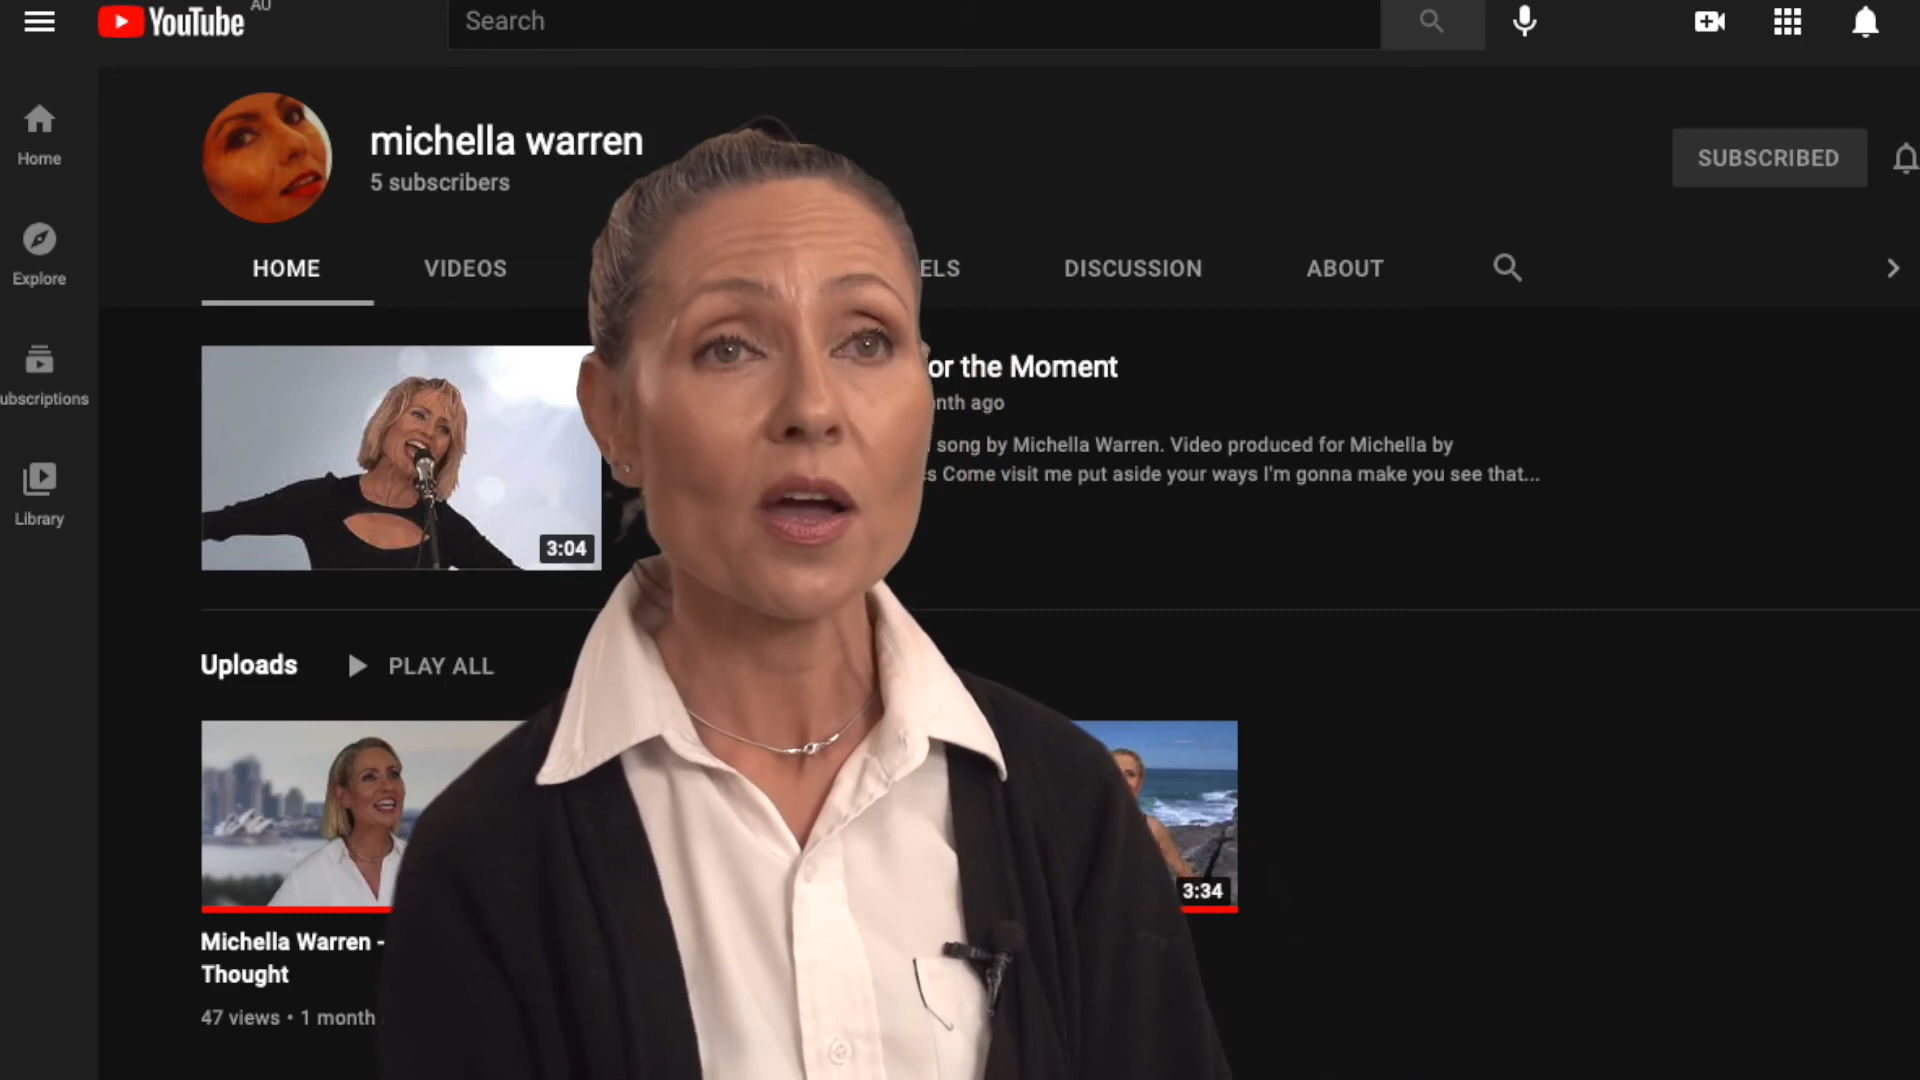 YouTube AU
Search
michella warren
5 subscribers
SUBSCRIBED
Home
Explore
ubscriptions
Library
HOME VIDEOS ELS DISCUSSION ABOUT
or the Moment
nth ago
song by Michella Warren. Video produced for Michella by
s Come visit me put aside your ways I'm gonna make you see that...
3:04
Uploads PLAY ALL
3:34
Michella Warren -
Thought
47 views • 1 month